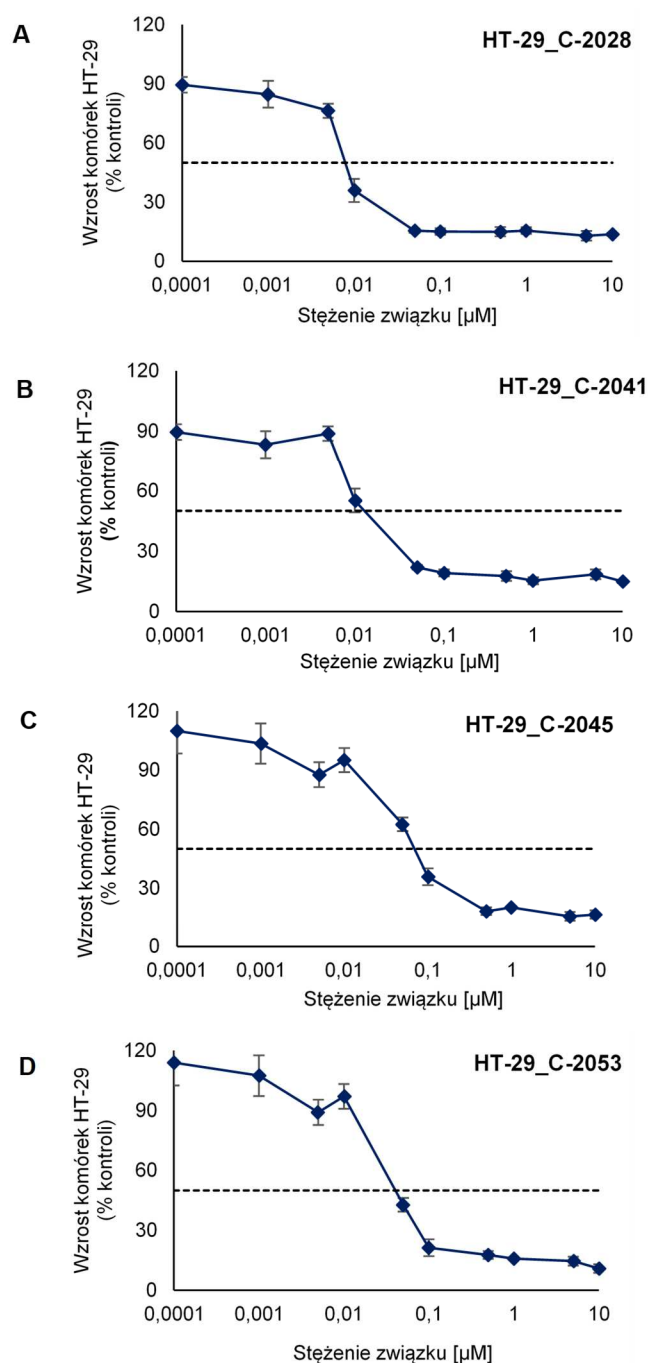 A
HT-29_C-2028
Wzrost komórek HT-29
(% kontroli)
120
90
60
30
0
0,0001 0,001 0,01 0,1 1 10
Stężenie związku [µM]
B
HT-29_C-2041
Wzrost komórek HT-29
(% kontroli)
120
90
60
30
0
0,0001 0,001 0,01 0,1 1 10
Stężenie związku [µM]
C
HT-29_C-2045
Wzrost komórek HT-29
(% kontroli)
120
90
60
30
0
0,0001 0,001 0,01 0,1 1 10
Stężenie związku [µM]
D
HT-29_C-2053
Wzrost komórek HT-29
(% kontroli)
120
90
60
30
0
0,0001 0,001 0,01 0,1 1 10
Stężenie związku [µM]